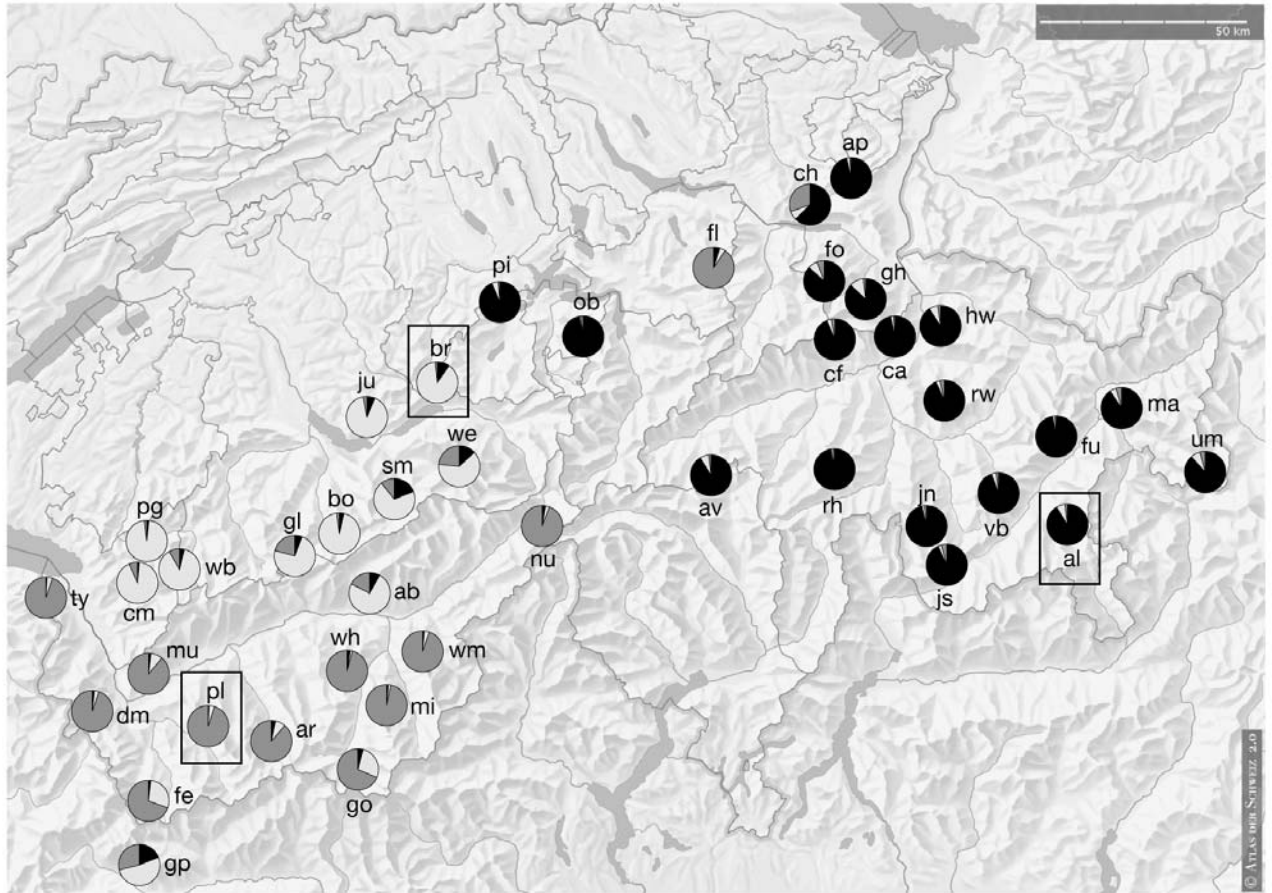 50 km
ap
ch
fl
fo
gh
pi
ob
hw
br
cf
ca
ju
rw
ma
we
fu
um
sm
av
rh
jn
vb
pg
bo
gl
nu
al
wb
js
cm
ty
ab
mu
wh
wm
pl
dm
mi
ar
fe
go
gp
© ATLAS DER SCHWEIZ 2.0